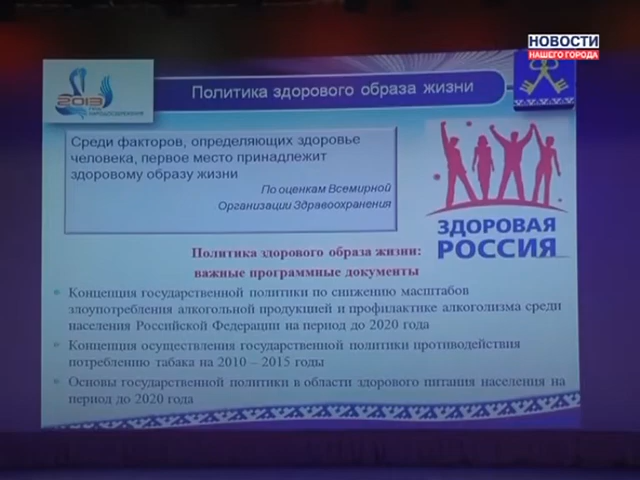 НОВОСТИ
НАШЕГО ГОРОДА
Политика здорового образа жизни
2013
Среди факторов, определяющих здоровье
человека, первое место принадлежит
здоровому образу жизни
По оценкам Всемирной
Организации Здравоохранения
ЗДОРОВАЯ
РОССИЯ
Политика здорового образа жизни:
важные программные документы
Концепция государственной политики по снижению масштабов
злоупотребления алкогольной продукцией и профилактике алкоголизма среди
населения Российской Федерации на период до 2020 года
Концепция осуществления государственной политики противодействия
потреблению табака на 2010 – 2015 годы
Основы государственной политики в области здорового питания населения на
период до 2020 года